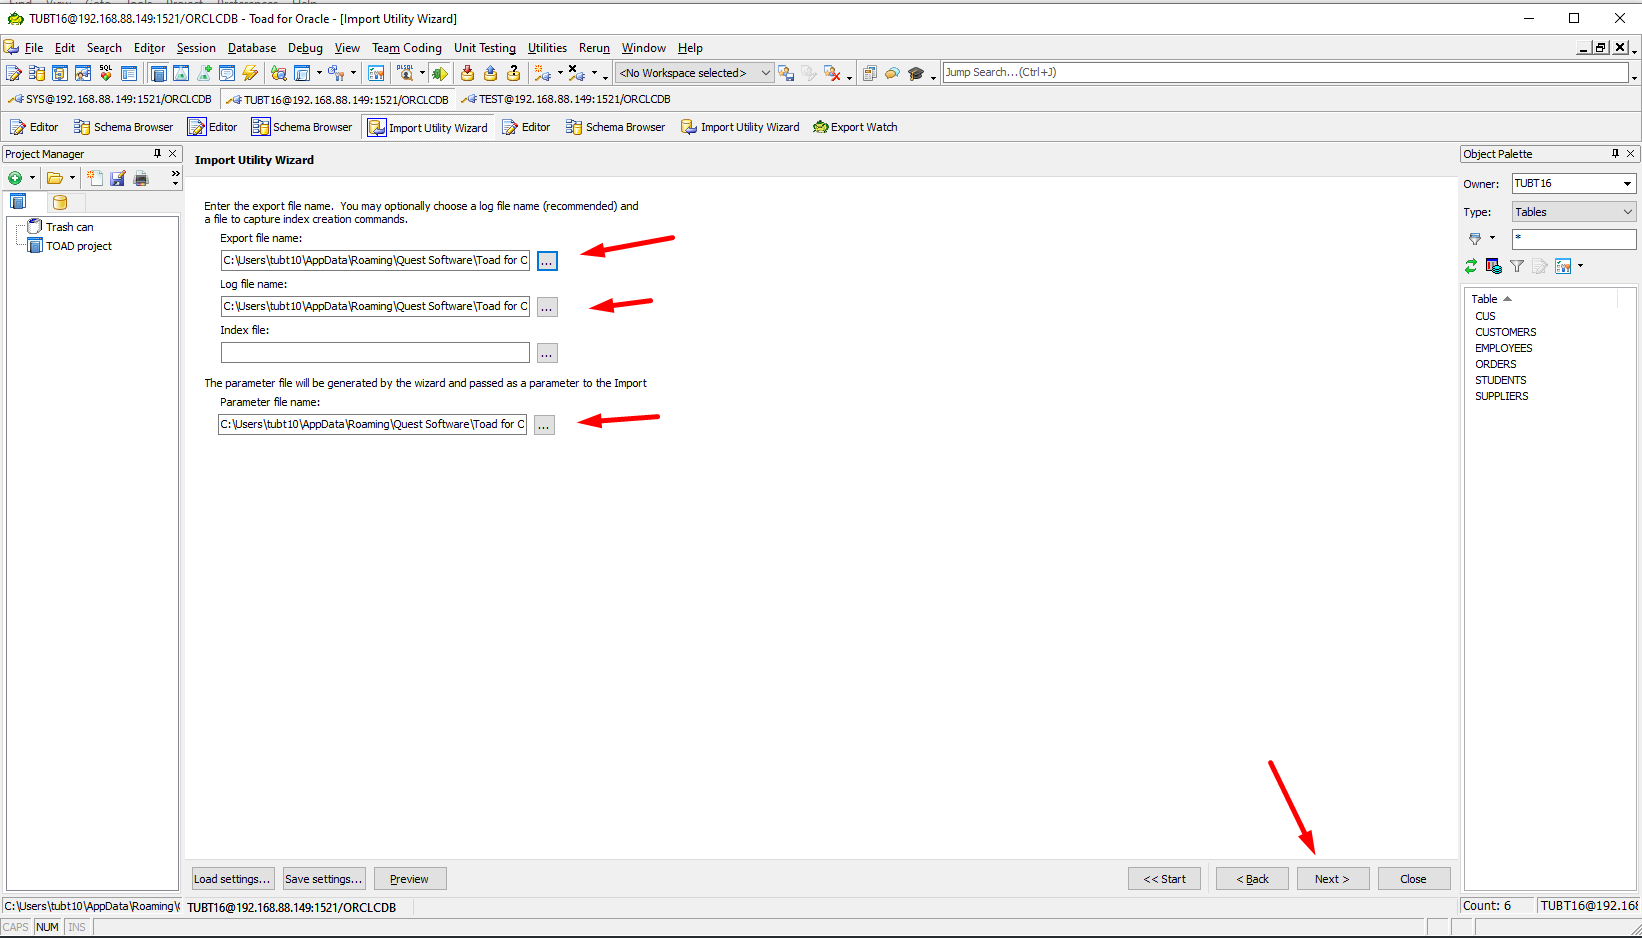 TUBT16@192.168.88.149:1521/ORCLCDB - Toad for Oracle - [Import Utility Wizard]
File Edit Search Editor Session Database Debug View Team Coding Unit Testing Utilities Rerun Window Help
SQL
<No Workspace selected>
Jump Search...(Ctrl+J)
SYS@192.168.88.149:1521/ORCLCDB TUBT16@192.168.88.149:1521/ORCLCDB TEST@192.168.88.149:1521/ORCLCDB
Editor Schema Browser Editor Schema Browser Import Utility Wizard Editor Schema Browser Import Utility Wizard Export Watch
Project Manager
Trash can
TOAD project
Import Utility Wizard
Enter the export file name. You may optionally choose a log file name (recommended) and
a file to capture index creation commands.
Export file name:
C:\Users\tubt10\AppData\Roaming\Quest Software\Toad for O
...
Log file name:
C:\Users\tubt10\AppData\Roaming\Quest Software\Toad for O
...
Index file:
...
The parameter file will be generated by the wizard and passed as a parameter to the Import
Parameter file name:
C:\Users\tubt10\AppData\Roaming\Quest Software\Toad for O
...
Object Palette
Owner: TUBT16
Type: Tables
*
Table
CUS
CUSTOMERS
EMPLOYEES
ORDERS
STUDENTS
SUPPLIERS
Load settings... Save settings... Preview << Start < Back Next > Close
C:\Users\tubt10\AppData\Roaming\ TUBT16@192.168.88.149:1521/ORCLCDB
Count: 6 TUBT16@192.168
CAPS NUM INS